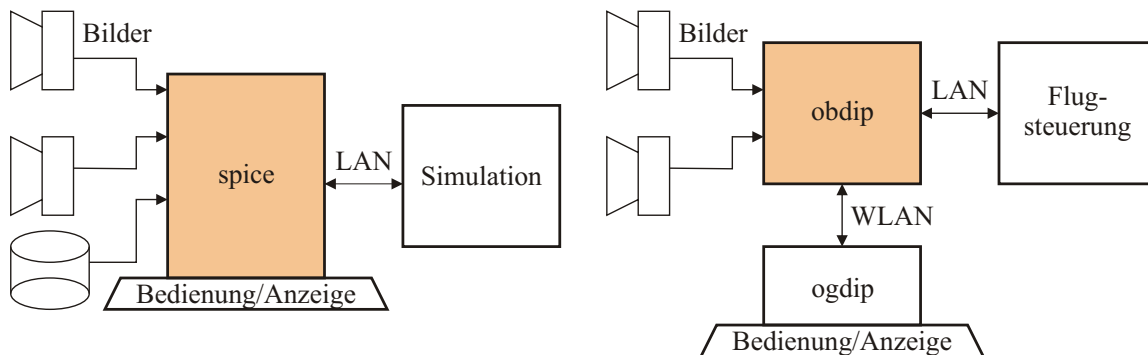 Bilder
spice
LAN
Simulation
Bedienung/Anzeige
Bilder
obdip
LAN
Flug-
steuerung
WLAN
ogdip
Bedienung/Anzeige